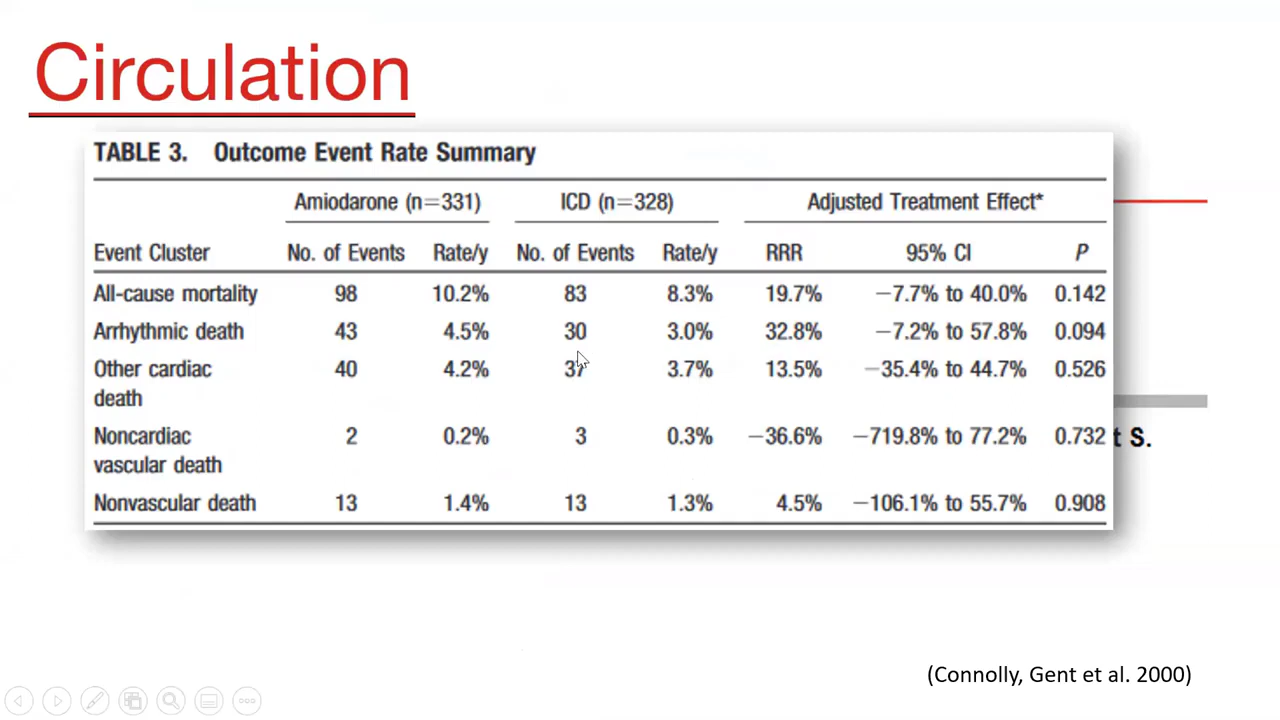 Circulation
TABLE 3. Outcome Event Rate Summary
Amiodarone (n=331) ICD (n=328) Adjusted Treatment Effect*
Event Cluster No. of Events Rate/y No. of Events Rate/y RRR 95% CI P
All-cause mortality 98 10.2% 83 8.3% 19.7% −7.7% to 40.0% 0.142
Arrhythmic death 43 4.5% 30 3.0% 32.8% −7.2% to 57.8% 0.094
Other cardiac 40 4.2% 37 3.7% 13.5% −35.4% to 44.7% 0.526
death
Noncardiac 2 0.2% 3 0.3% −36.6% −719.8% to 77.2% 0.732
vascular death
t S.
Nonvascular death 13 1.4% 13 1.3% 4.5% −106.1% to 55.7% 0.908
(Connolly, Gent et al. 2000)